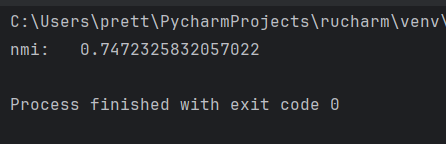 C:\Users\prett\PycharmProjects\rucharm\venv\
nmi:   0.7472325832057022
Process finished with exit code 0